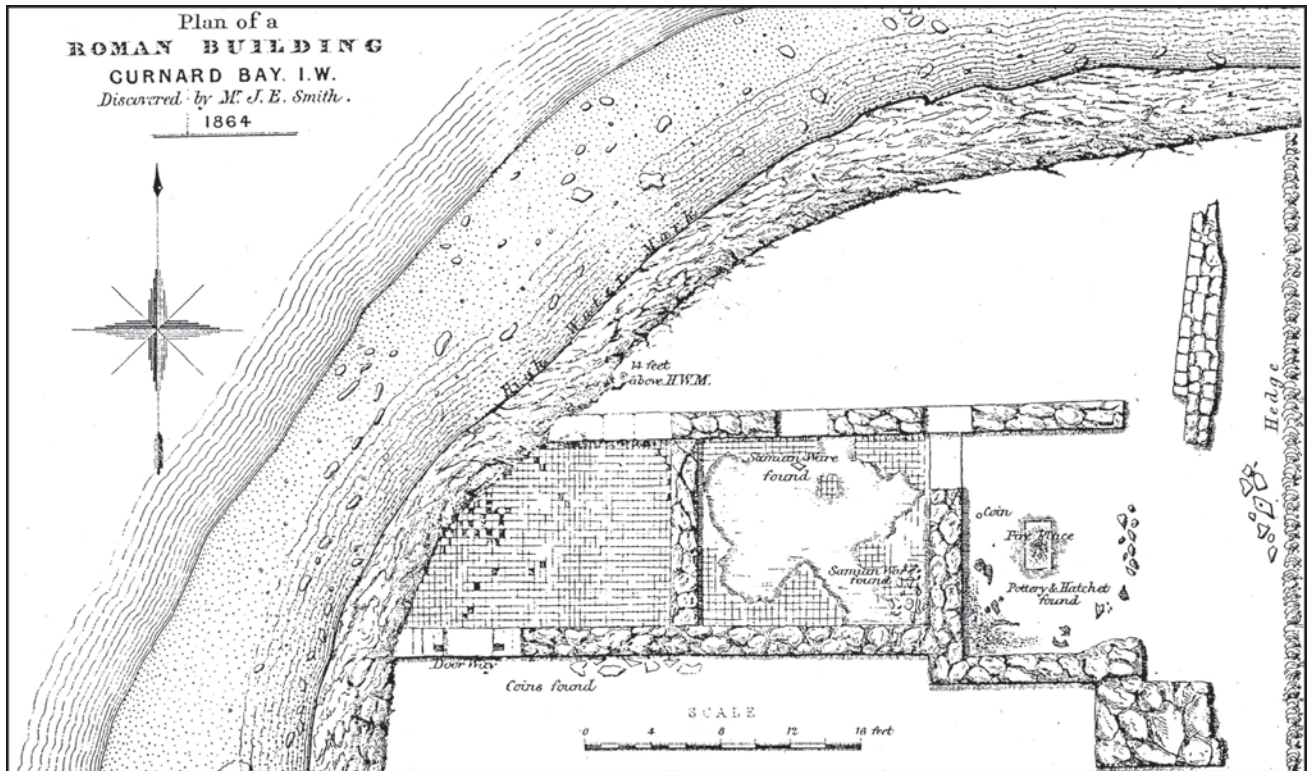 Plan of a
ROMAN BUILDING
GURNARD BAY. I.W.
Discovered by Mr. J. E. Smith.
1864
High Water Mark
14 feet
above H.W.M.
Hedge
Samian Ware
found
Coin
Fire Place
Samian Ware
found
Pottery & Hatchet
found
Door Way
Coins found
SCALE
0 4 8 12 16 feet